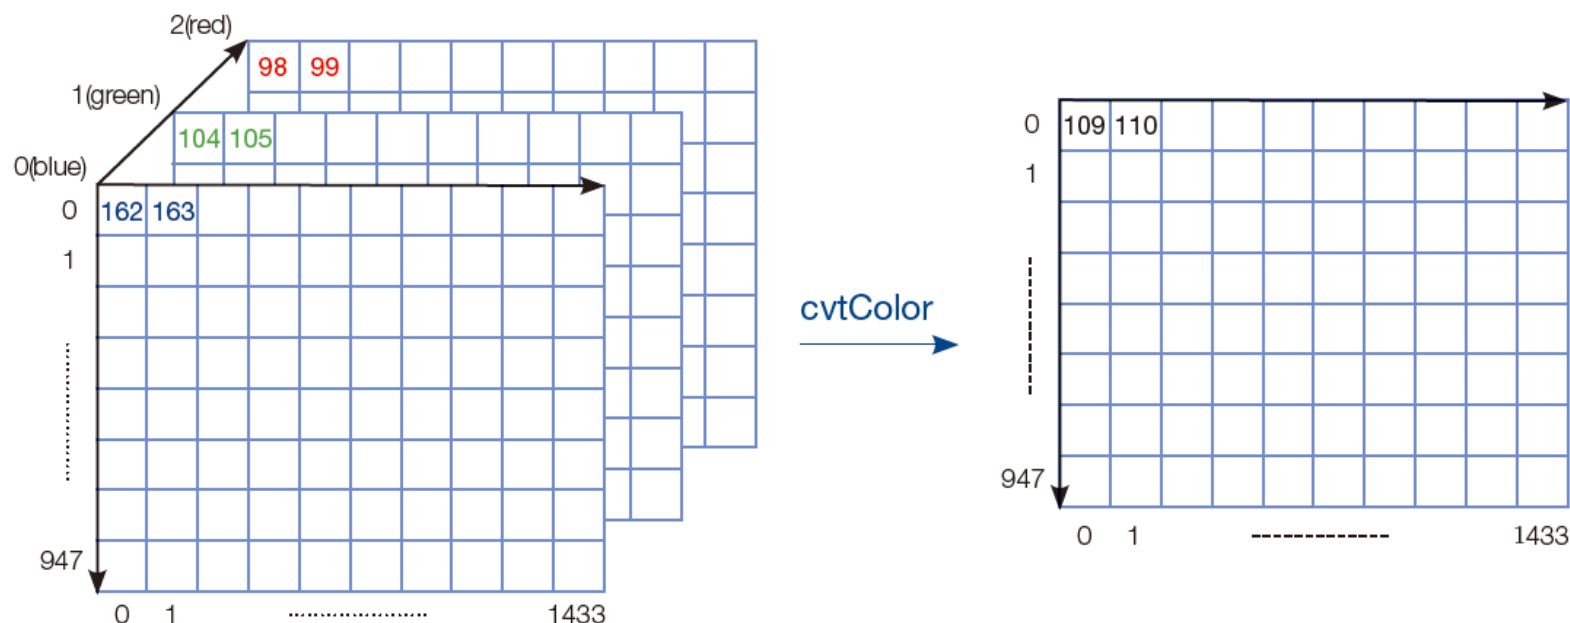 2(red)
98 99
1(green)
104 105
0(blue)
0 162 163
1
947
0 1 1433
cvtColor
0 109 110
1
947
0 1 1433